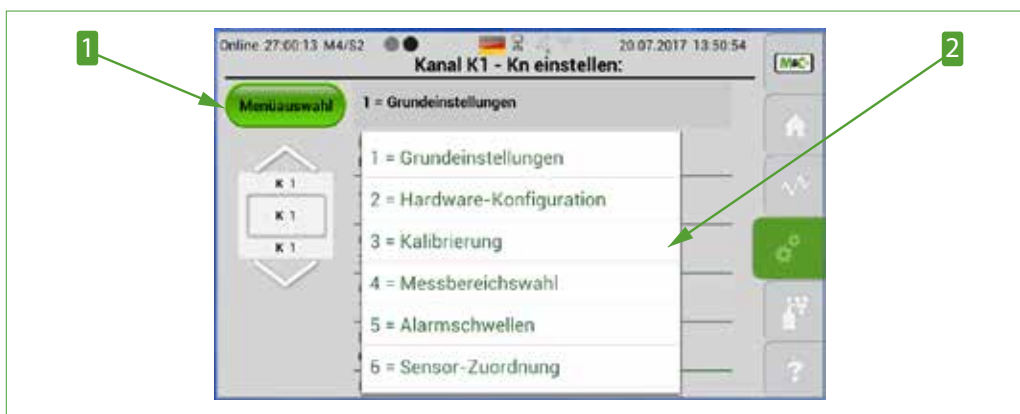 1
2
Online 27:00:13 M4/S2
20.07.2017 13:50:54
Kanal K1 - Kn einstellen:
M&C
Menüauswahl
1 = Grundeinstellungen
K 1
K 1
K 1
1 = Grundeinstellungen
2 = Hardware-Konfiguration
3 = Kalibrierung
4 = Messbereichswahl
5 = Alarmschwellen
6 = Sensor-Zuordnung
?